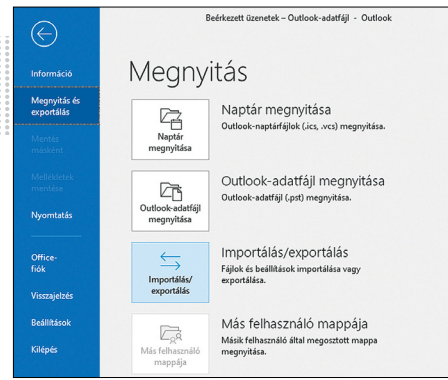 Beérkezett üzenetek – Outlook-adatfájl - Outlook
Információ
Megnyitás és
exportálás
Mentés
másként
Mellékletek
mentése
Nyomtatás
Office-
fiók
Visszajelzés
Beállítások
Kilépés
Megnyitás
Naptár
megnyitása
Naptár megnyitása
Outlook-naptárfájlok (.ics, .vcs) megnyitása.
Outlook-adatfájl
megnyitása
Outlook-adatfájl megnyitása
Outlook-adatfájl (.pst) megnyitása.
Importálás/
exportálás
Importálás/exportálás
Fájlok és beállítások importálása vagy
exportálása.
Más felhasználó
mappája
Más felhasználó mappája
Másik felhasználó által megosztott mappa
megnyitása.